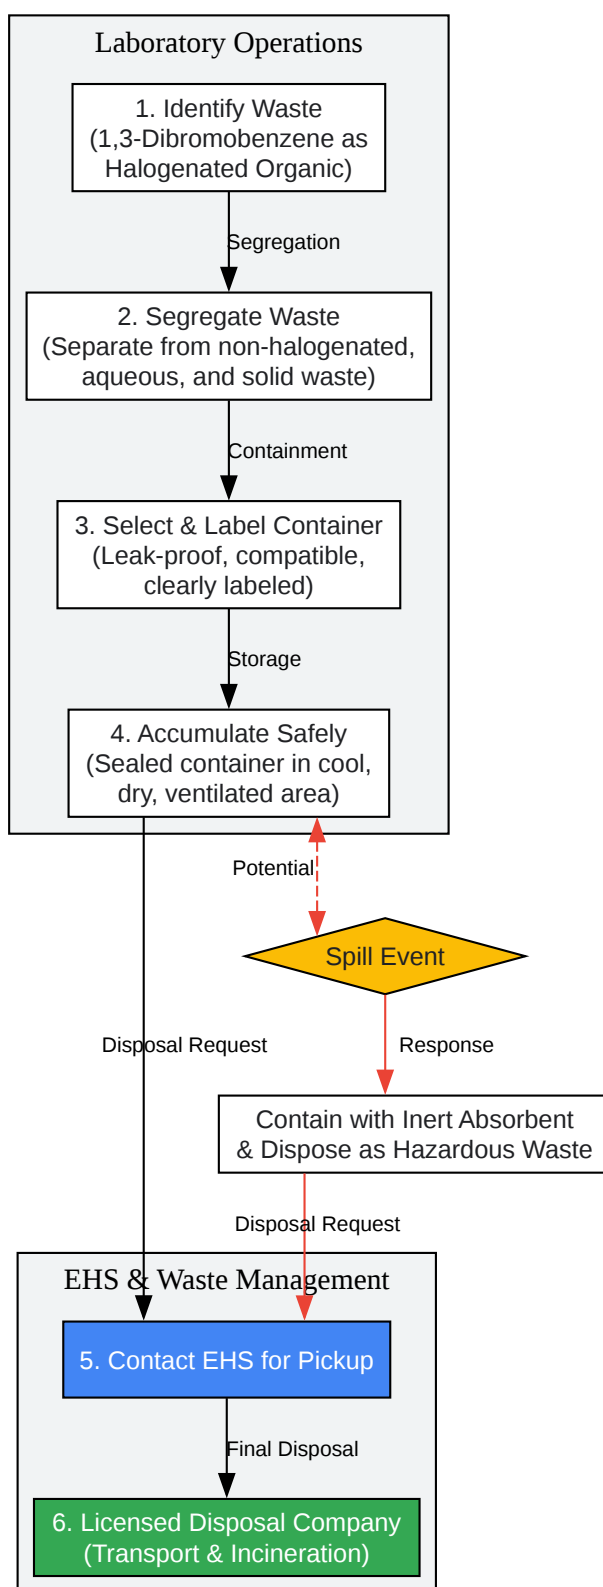 Laboratory Operations
1. Identify Waste
(1,3-Dibromobenzene as
Halogenated Organic)
Segregation
2. Segregate Waste
(Separate from non-halogenated,
aqueous, and solid waste)
Containment
3. Select & Label Container
(Leak-proof, compatible,
clearly labeled)
Storage
4. Accumulate Safely
(Sealed container in cool,
dry, ventilated area)
Potential
Spill Event
Disposal Request
Response
Contain with Inert Absorbent
& Dispose as Hazardous Waste
Disposal Request
EHS & Waste Management
5. Contact EHS for Pickup
Final Disposal
6. Licensed Disposal Company
(Transport & Incineration)